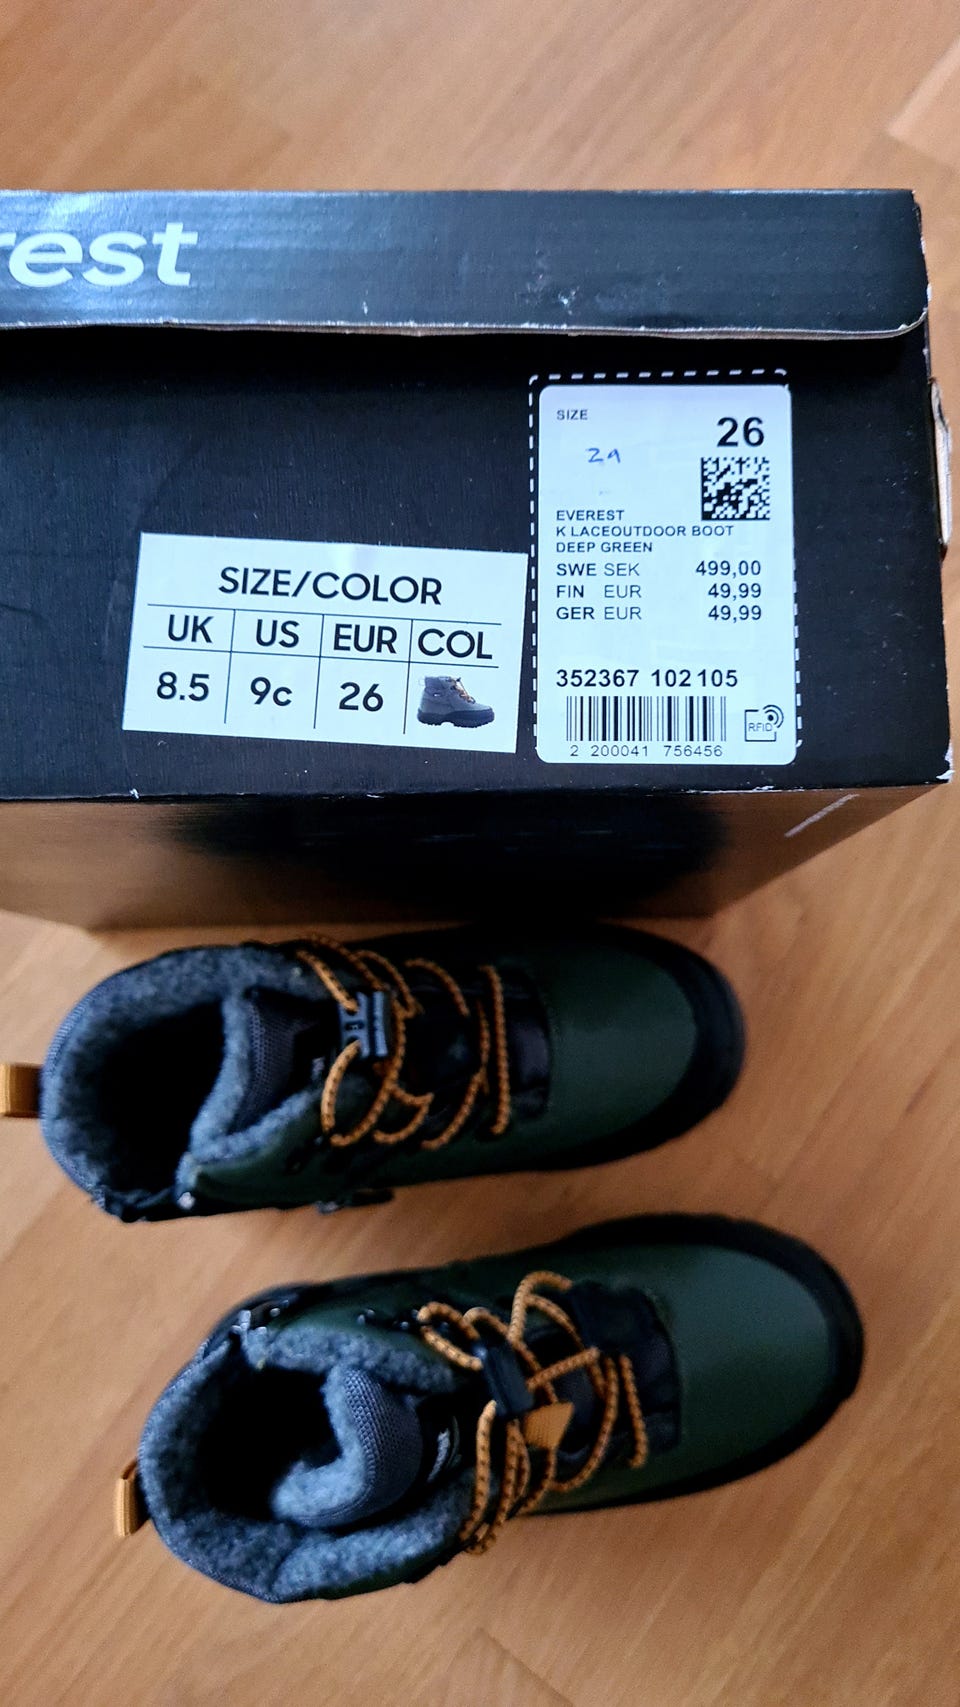 rest
SIZE
26
29
EVEREST
K LACEOUTDOOR BOOT
DEEP GREEN
SWE SEK 499,00
FIN EUR 49,99
GER EUR 49,99
352367 102105
RFID
2 200041 756456
SIZE/COLOR
UK US EUR COL
8.5 9c 26